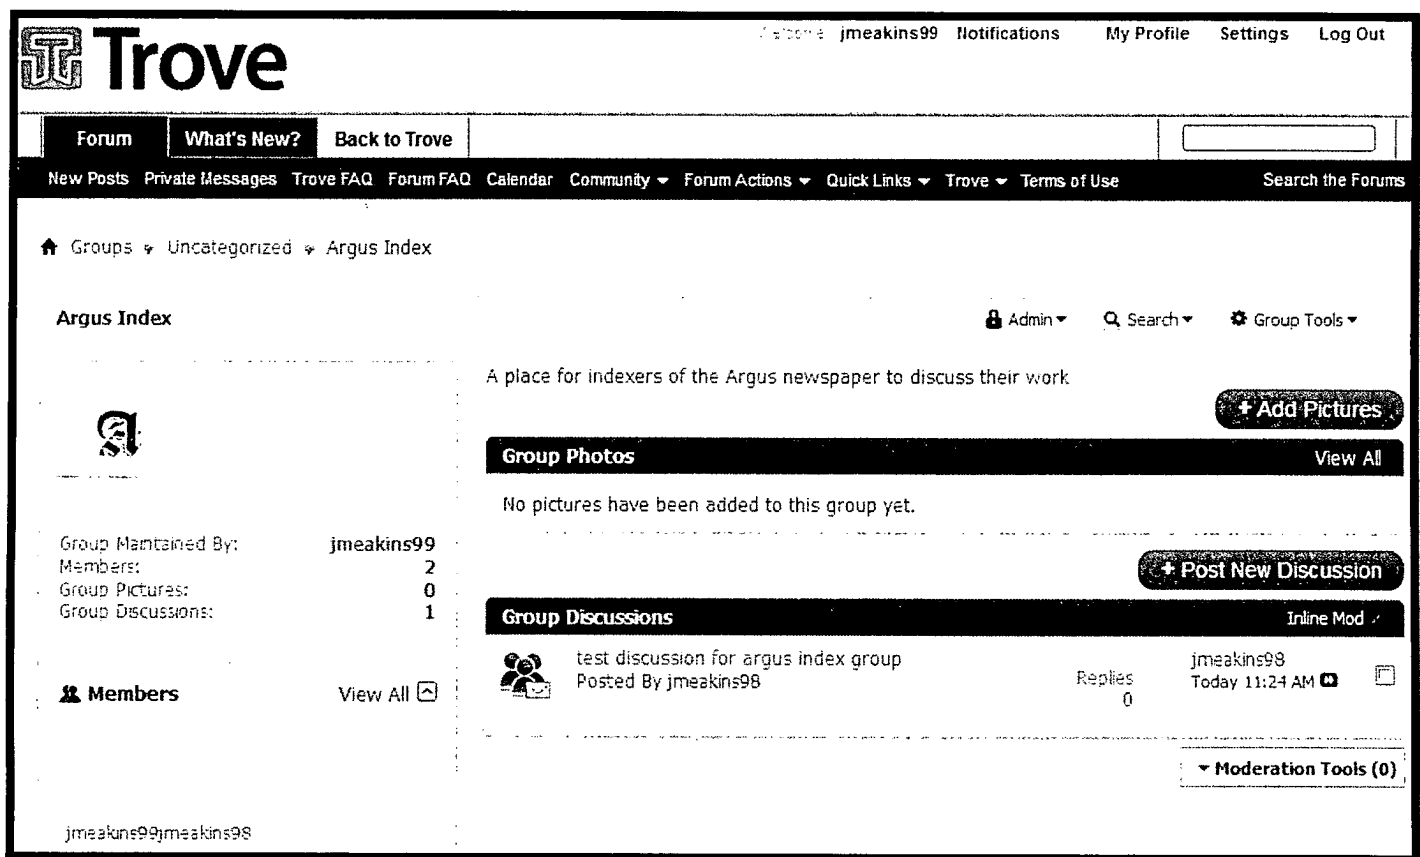 Trove
Welcome jmeakins99 Notifications My Profile Settings Log Out
Forum What's New? Back to Trove
New Posts Private Messages Trove FAQ Forum FAQ Calendar Community Forum Actions Quick Links Trove Terms of Use Search the Forums
Groups Uncategorized Argus Index
Argus Index
Admin Search Group Tools
A place for indexers of the Argus newspaper to discuss their work
+ Add Pictures
A
Group Photos View All
No pictures have been added to this group yet.
Group Maintained By: jmeakins99
Members: 2
Group Pictures: 0
Group Discussions: 1
+ Post New Discussion
Group Discussions Inline Mod
test discussion for argus index group
Posted By jmeakins98
Replies
0
jmeakins98
Today 11:24 AM
Members View All
Moderation Tools (0)
jmeakins99jmeakins98